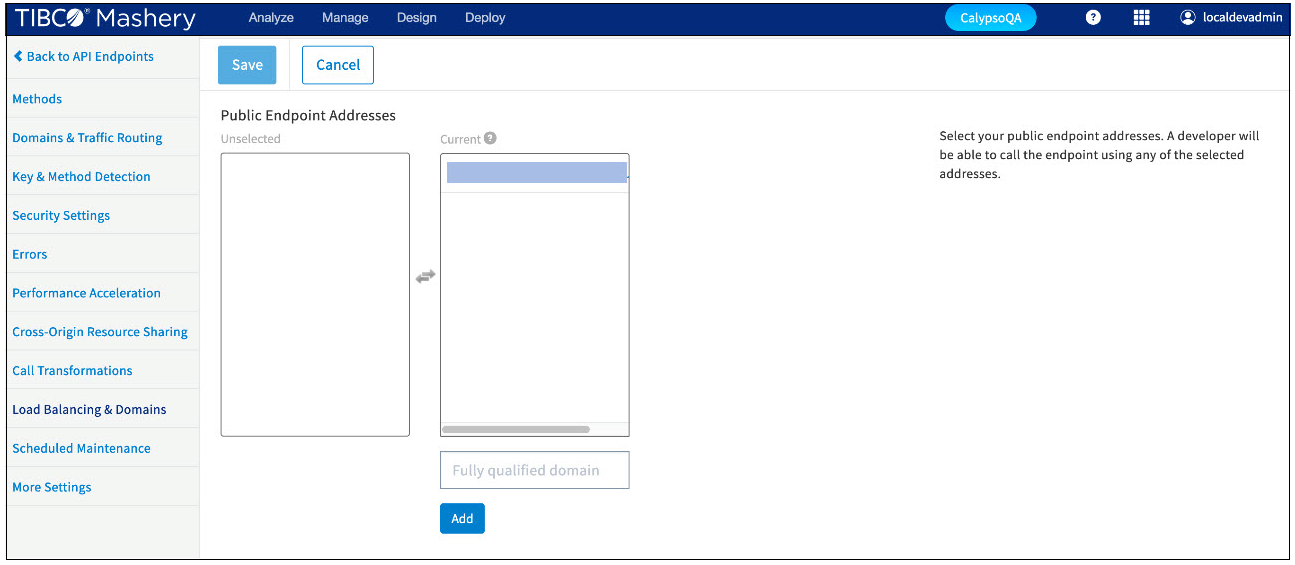 TIBCO® Mashery Analyze Manage Design Deploy CalypsoQA ? localdevadmin
Back to API Endpoints
Save Cancel
Methods
Domains & Traffic Routing
Key & Method Detection
Security Settings
Errors
Performance Acceleration
Cross-Origin Resource Sharing
Call Transformations
Load Balancing & Domains
Scheduled Maintenance
More Settings
Public Endpoint Addresses
Unselected
Current ?
Fully qualified domain
Add
Select your public endpoint addresses. A developer will
be able to call the endpoint using any of the selected
addresses.